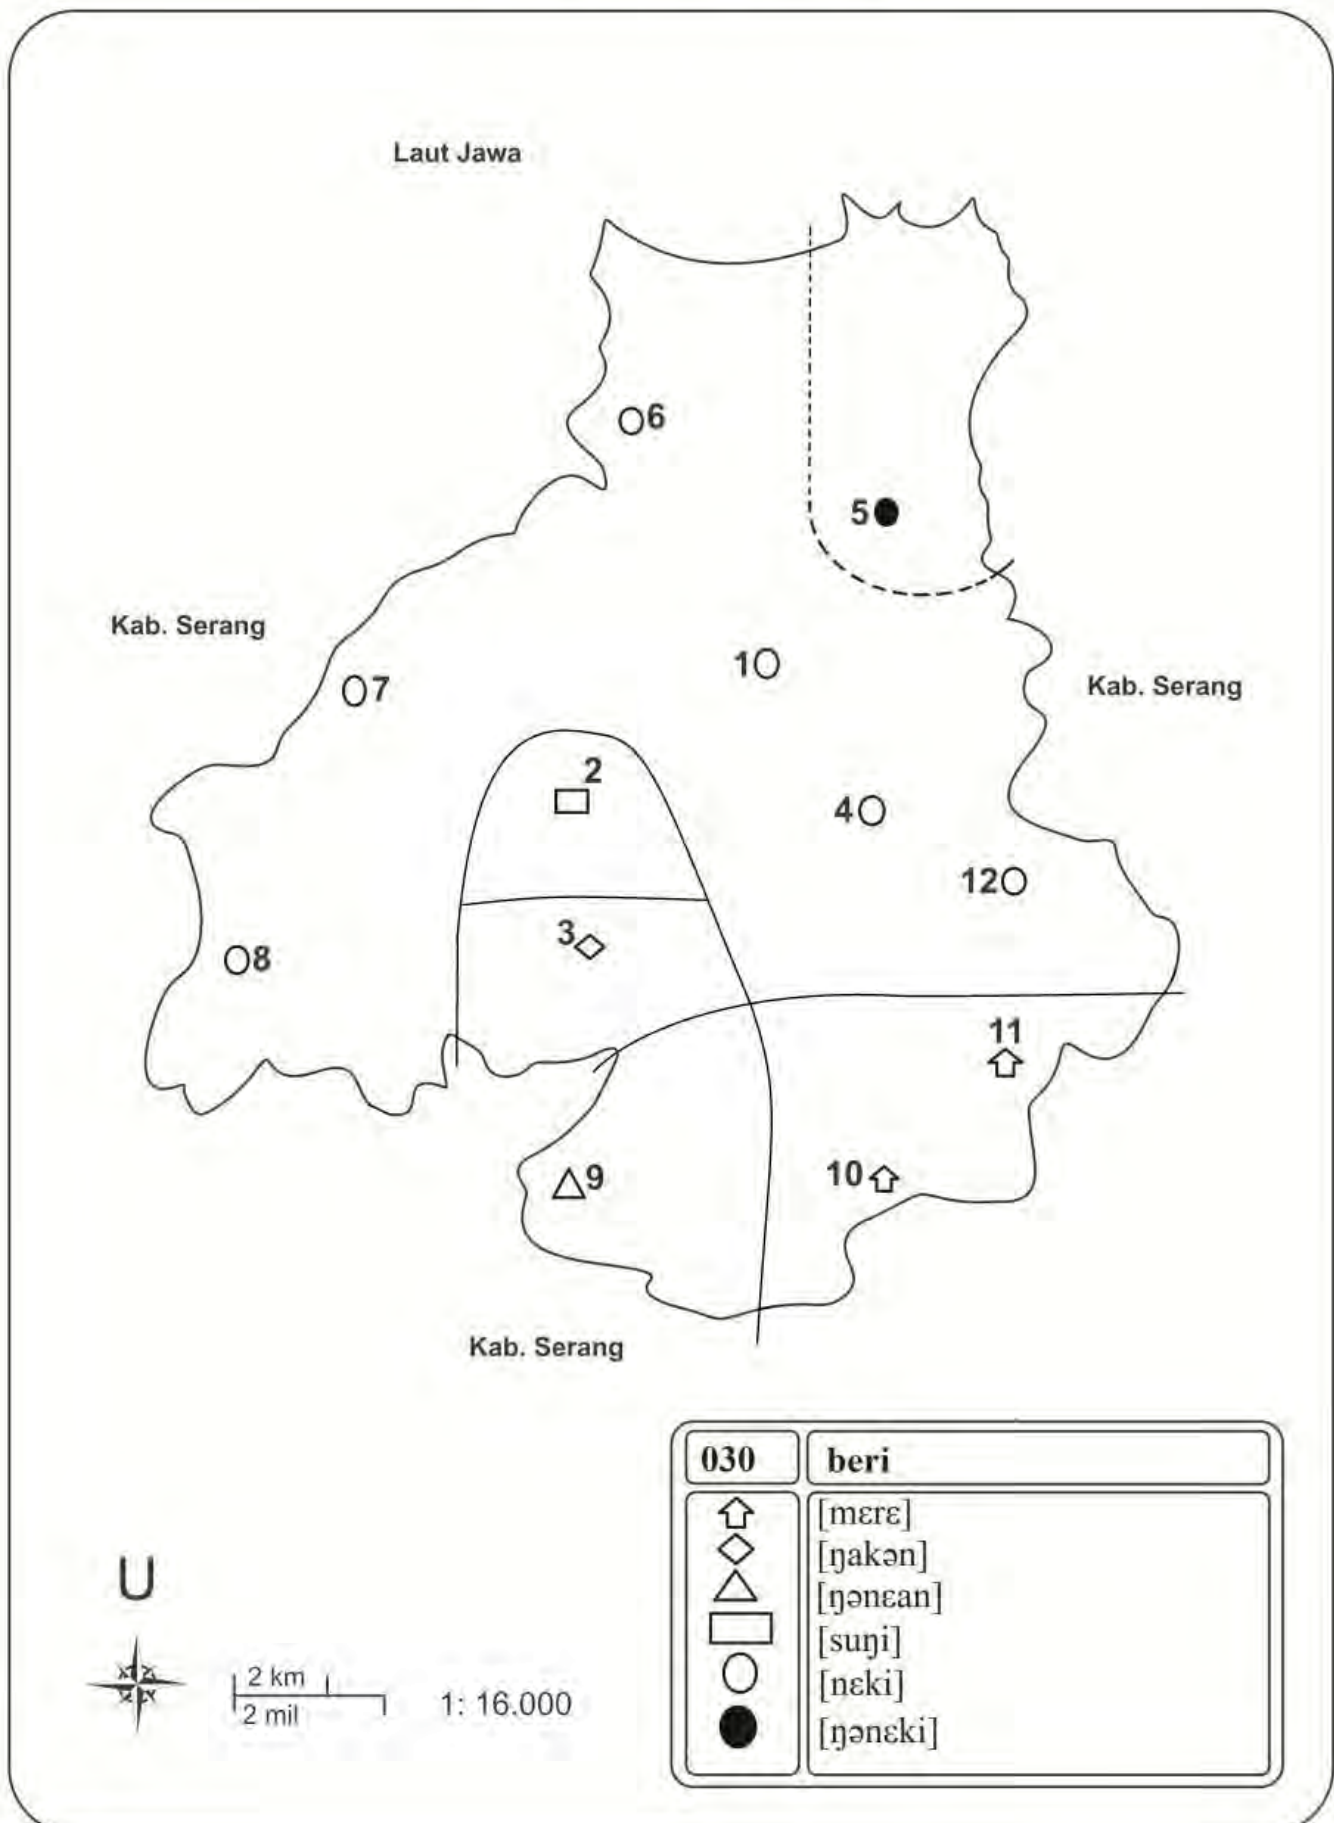 Laut Jawa
6
5
Kab. Serang
1
7
Kab. Serang
2
4
12
3
8
11
10
9
Kab. Serang
030 beri
[mɛrɛ]
[ŋakən]
[ŋənɛan]
[suŋi]
[nɛki]
[ŋənɛki]
U
2 km
2 mil
1: 16.000